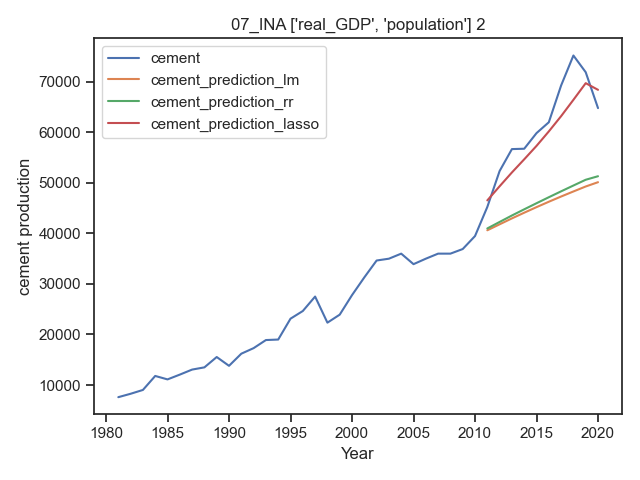 07_INA ['real_GDP', 'population'] 2
cement
cement_prediction_lm
cement_prediction_rr
cement_prediction_lasso
cement production
70000
60000
50000
40000
30000
20000
10000
1980
1985
1990
1995
2000
2005
2010
2015
2020
Year